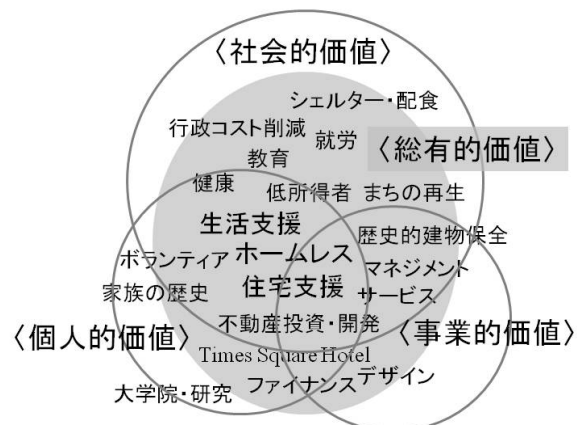 〈社会的価値〉
シェルター・配食
行政コスト削減 就労
〈総有的価値〉
教育
健康
低所得者 まちの再生
生活支援
歴史的建物保全
ボランティア ホームレス
マネジメント
家族の歴史 住宅支援
サービス
不動産投資・開発
〈個人的価値〉
〈事業的価値〉
Times Square Hotel
大学院・研究 ファイナンス デザイン